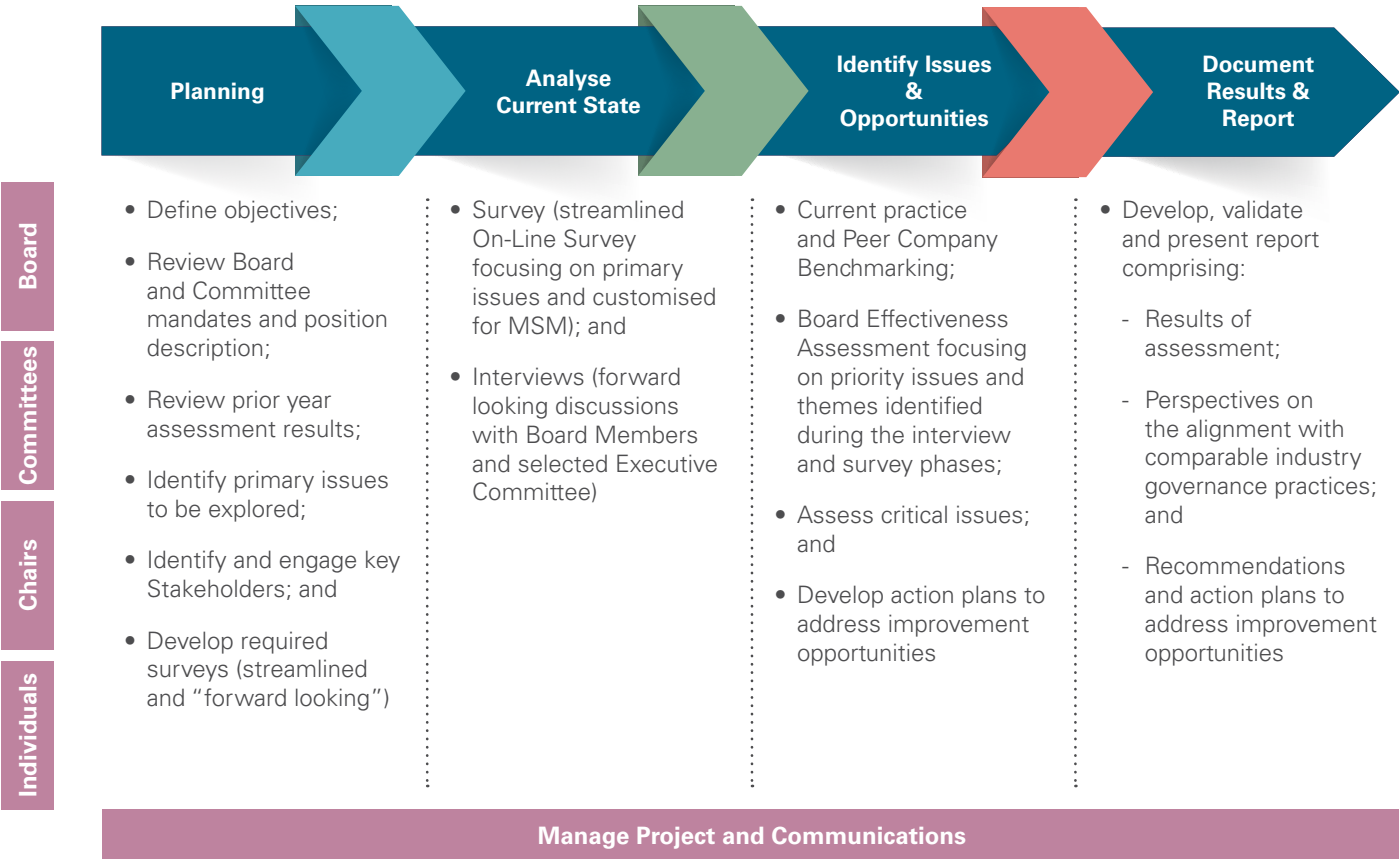 Planning
Analyse
Current State
Identify Issues
&
Opportunities
Document
Results &
Report
Board
Committees
Chairs
Individuals
• Define objectives;
• Review Board
and Committee
mandates and position
description;
• Review prior year
assessment results;
• Identify primary issues
to be explored;
• Identify and engage key
Stakeholders; and
• Develop required
surveys (streamlined
and “forward looking”)
• Survey (streamlined
On-Line Survey
focusing on primary
issues and customised
for MSM); and
• Interviews (forward
looking discussions
with Board Members
and selected Executive
Committee)
• Current practice
and Peer Company
Benchmarking;
• Board Effectiveness
Assessment focusing
on priority issues and
themes identified
during the interview
and survey phases;
• Assess critical issues;
and
• Develop action plans to
address improvement
opportunities
• Develop, validate
and present report
comprising:
- Results of
assessment;
- Perspectives on
the alignment with
comparable industry
governance practices;
and
- Recommendations
and action plans to
address improvement
opportunities
Manage Project and Communications